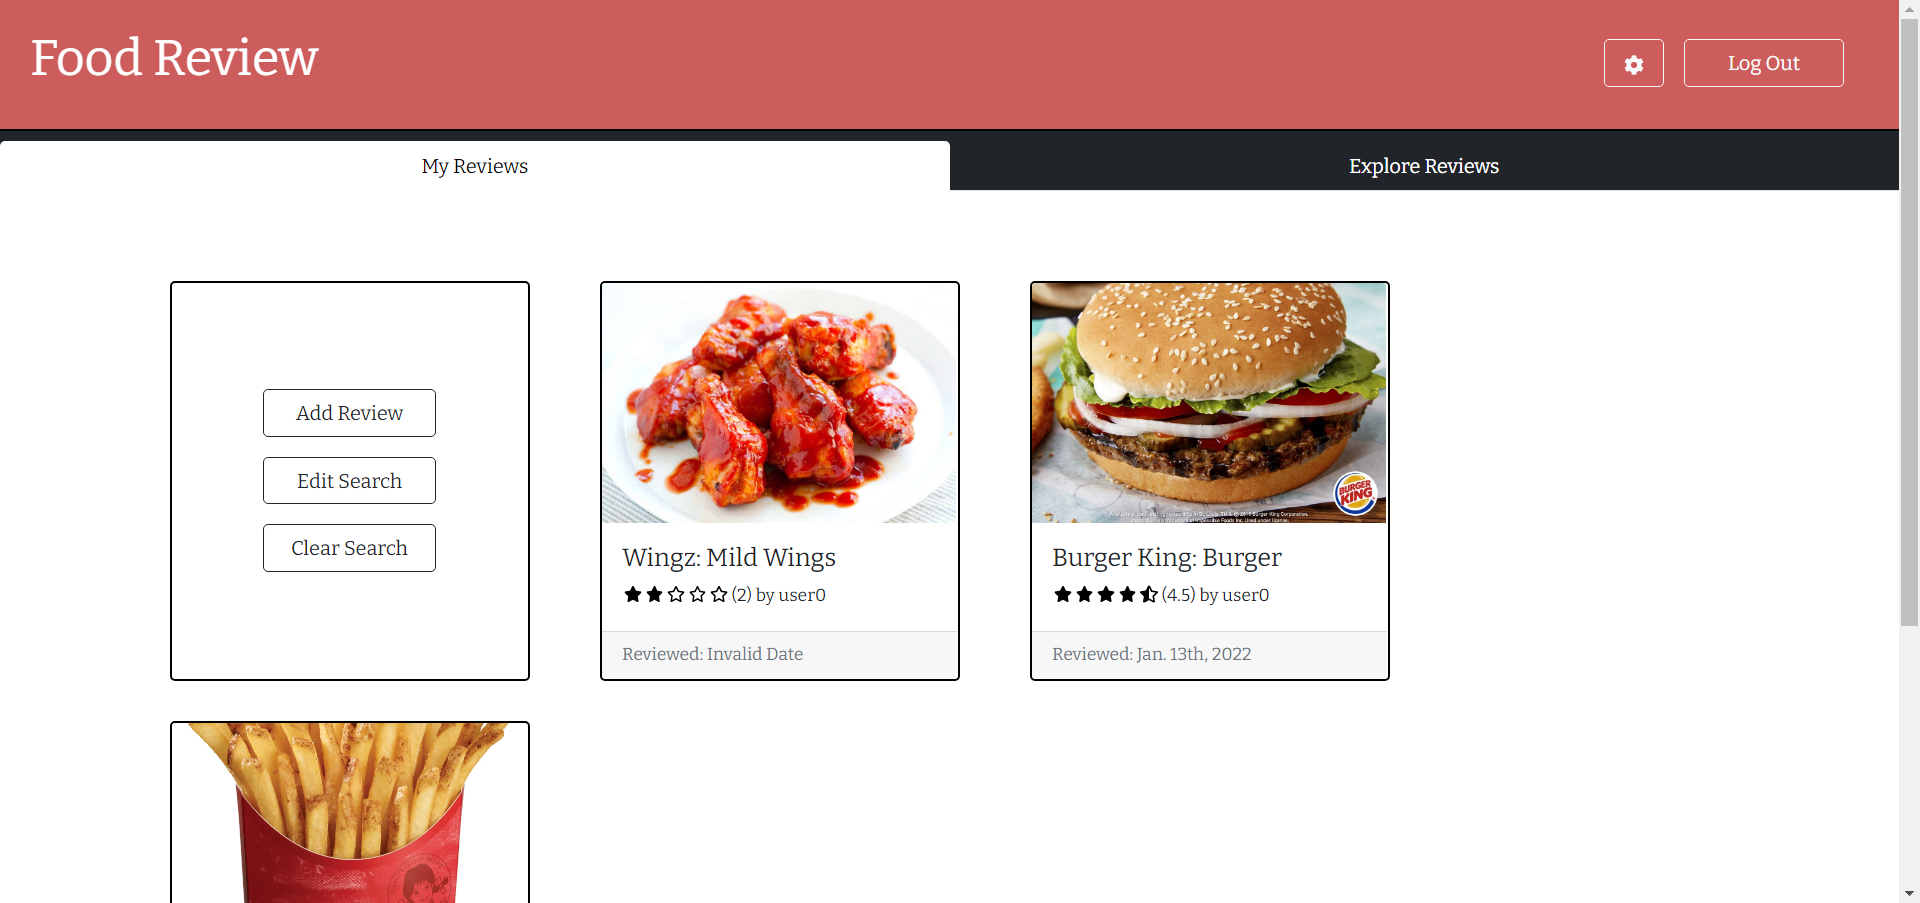 Food Review
Log Out
My Reviews
Explore Reviews
Add Review
Edit Search
Clear Search
Wingz: Mild Wings
(2) by user0
Reviewed: Invalid Date
BURGER
KING
Burger King: Burger
(4.5) by user0
Reviewed: Jan. 13th, 2022